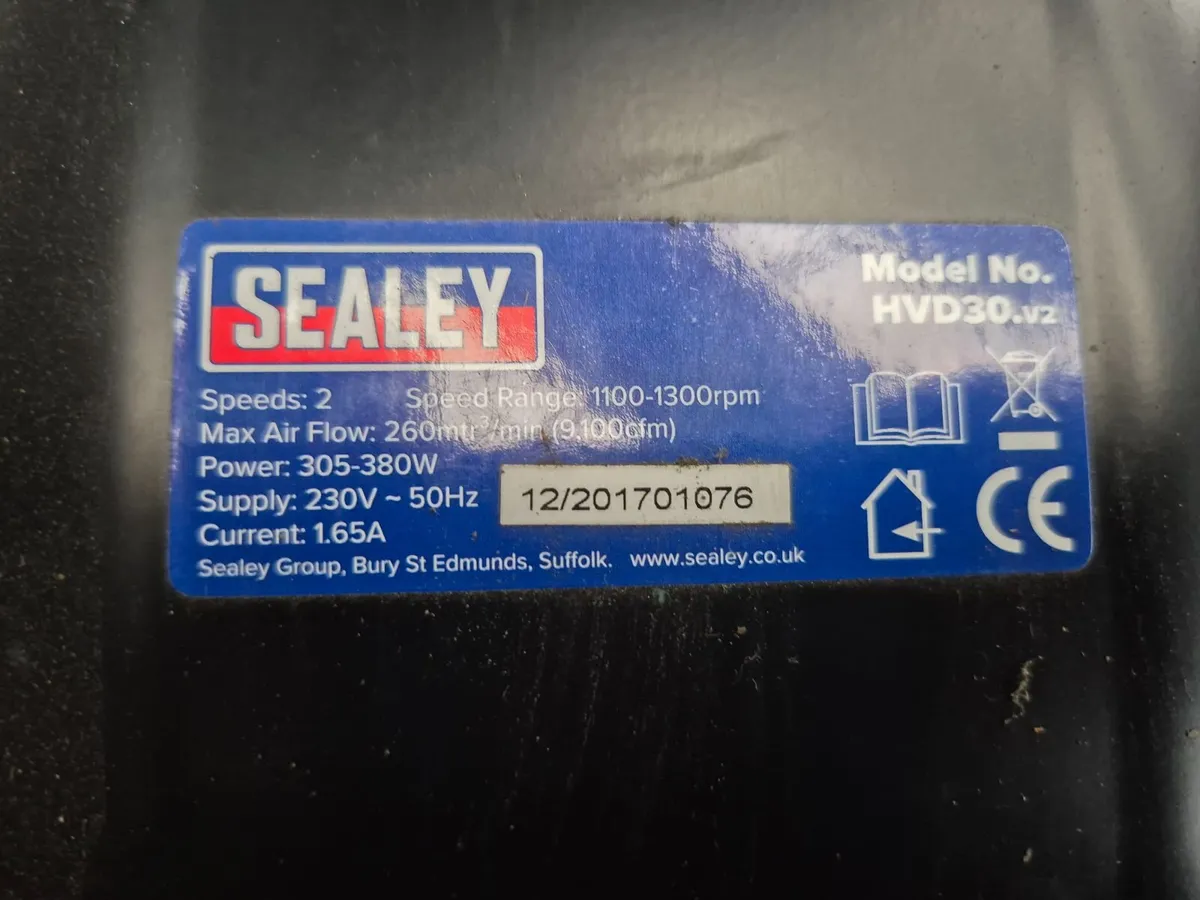 SEALEY
Model No.
HVD30.V2
Speeds: 2 Speed Range: 1100-1300rpm
Max Air Flow: 260mtr³/min (9,100cfm)
Power: 305-380W
Supply: 230V ~ 50Hz
12/201701076
Current: 1.65A
Sealey Group, Bury St Edmunds, Suffolk. www.sealey.co.uk
CE